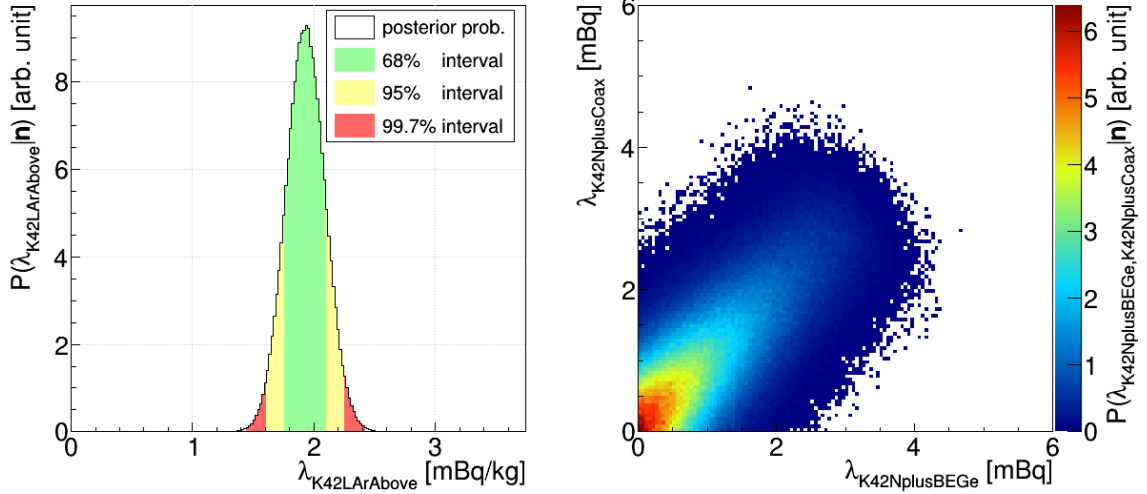 P(λK42LArAbove|n) [arb. unit]
8
6
4
2
0
0 1 2 3
λK42LArAbove [mBq/kg]
posterior prob.
68% interval
95% interval
99.7% interval
λK42NplusCoax [mBq]
6
4
2
0
0 2 4 6
λK42NplusBEGe [mBq]
6
5
4
3
2
1
0
P(λK42NplusBEGe,K42NplusCoax|n) [arb. unit]